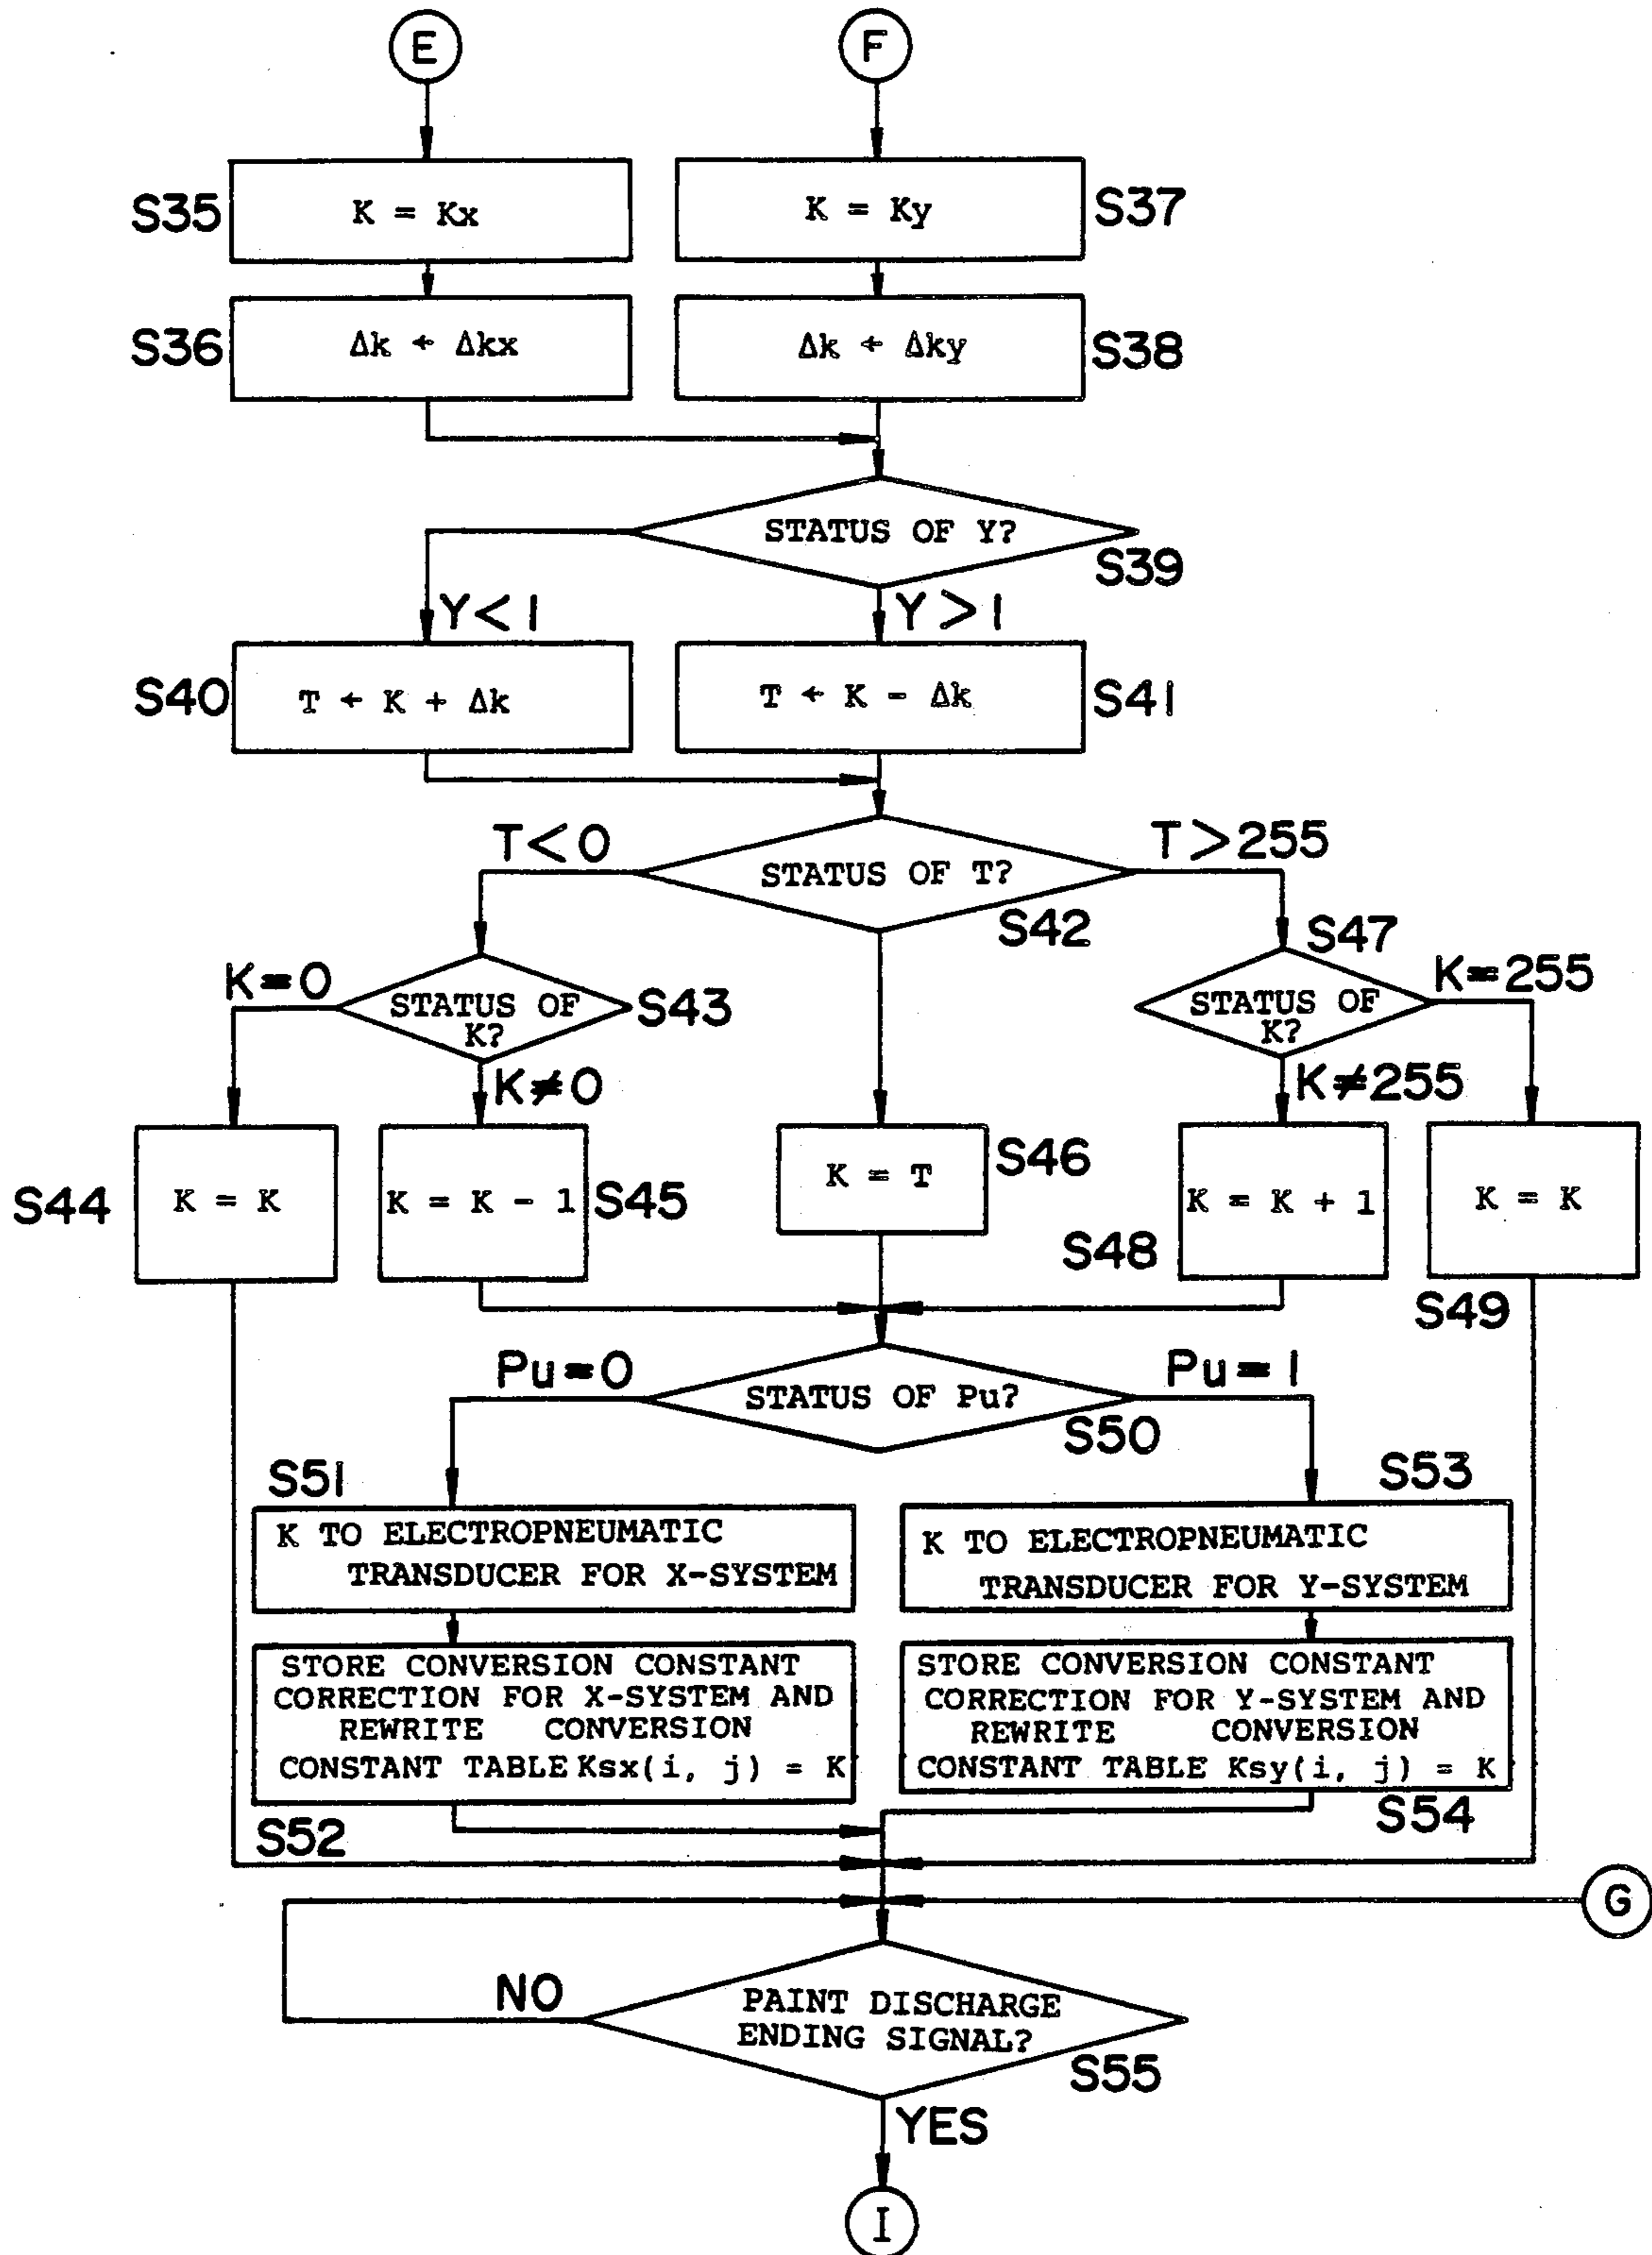 E
F
S35
K = Kx
K = Ky
S37
S36
Δk ← Δkx
Δk ← Δky
S38
STATUS OF Y?
S39
Y<1
Y>1
S40
T ← K + Δk
T ← K - Δk
S41
T<0
T>255
STATUS OF T?
S42
S47
K=0
STATUS OF
K?
S43
K=255
STATUS OF
K?
K≠0
K≠255
S44
K = K
K = K - 1
S45
K = T
S46
K = K + 1
S48
K = K
S49
Pu=0
Pu=1
STATUS OF Pu?
S50
S51
S53
K TO ELECTROPNEUMATIC
TRANSDUCER FOR X-SYSTEM
K TO ELECTROPNEUMATIC
TRANSDUCER FOR Y-SYSTEM
STORE CONVERSION CONSTANT
CORRECTION FOR X-SYSTEM AND
REWRITE CONVERSION
CONSTANT TABLE Ksx(i, j) = K
STORE CONVERSION CONSTANT
CORRECTION FOR Y-SYSTEM AND
REWRITE CONVERSION
CONSTANT TABLE Ksy(i, j) = K
S52
S54
G
NO
PAINT DISCHARGE
ENDING SIGNAL?
S55
YES
I